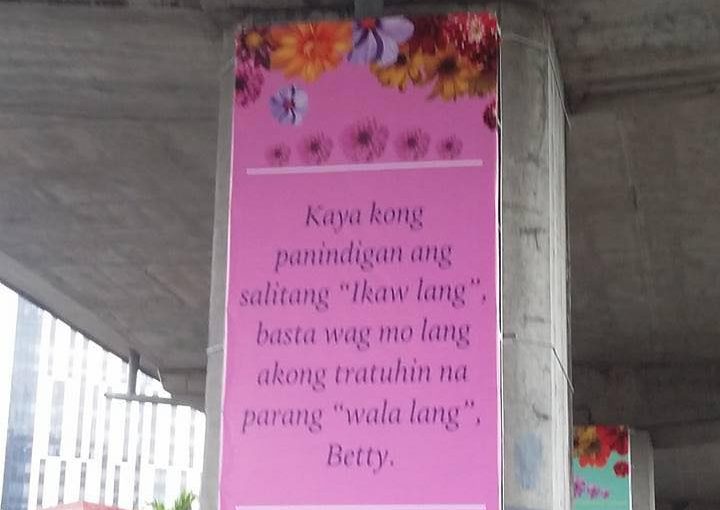 Kaya kong
panindigan ang
salitang “Ikaw lang”,
basta wag mo lang
akong tratuhin na
parang “wala lang”,
Betty.